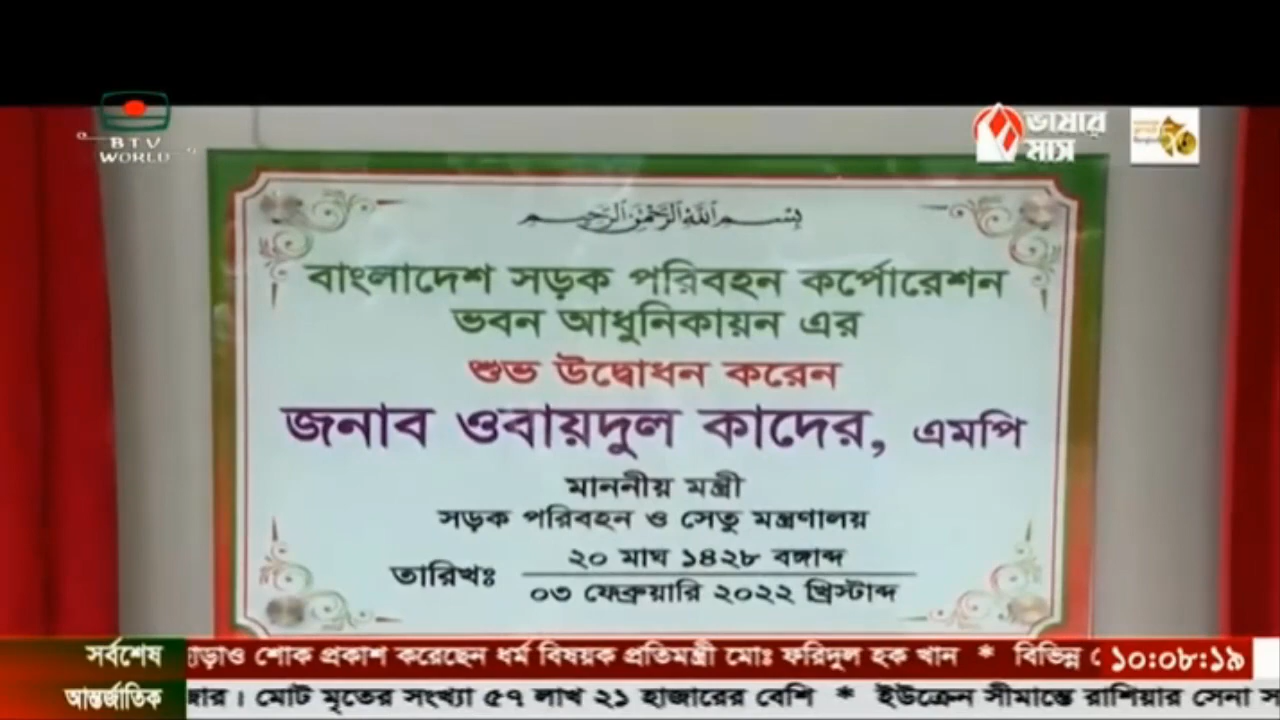 BTV
WORLD
ভাষার
মাস
بسم الله الرحمن الرحيم
বাংলাদেশ সড়ক পরিবহন কর্পোরেশন
ভবন আধুনিকায়ন এর
শুভ উদ্বোধন করেন
জনাব ওবায়দুল কাদের, এমপি
মাননীয় মন্ত্রী
সড়ক পরিবহন ও সেতু মন্ত্রণালয়
তারিখঃ ২০ মাঘ ১৪২৮ বঙ্গাব্দ
০৩ ফেব্রুয়ারি ২০২২ খ্রিস্টাব্দ
সর্বশেষ শোক প্রকাশ করেছেন ধর্ম বিষয়ক প্রতিমন্ত্রী মোঃ ফরিদুল হক খান * বিভিন্ন ১০:০৮:১৯
আন্তর্জাতিক । মোট মৃতের সংখ্যা ৫৭ লাখ ২১ হাজারের বেশি * ইউক্রেন সীমান্তে রাশিয়ার সেনা